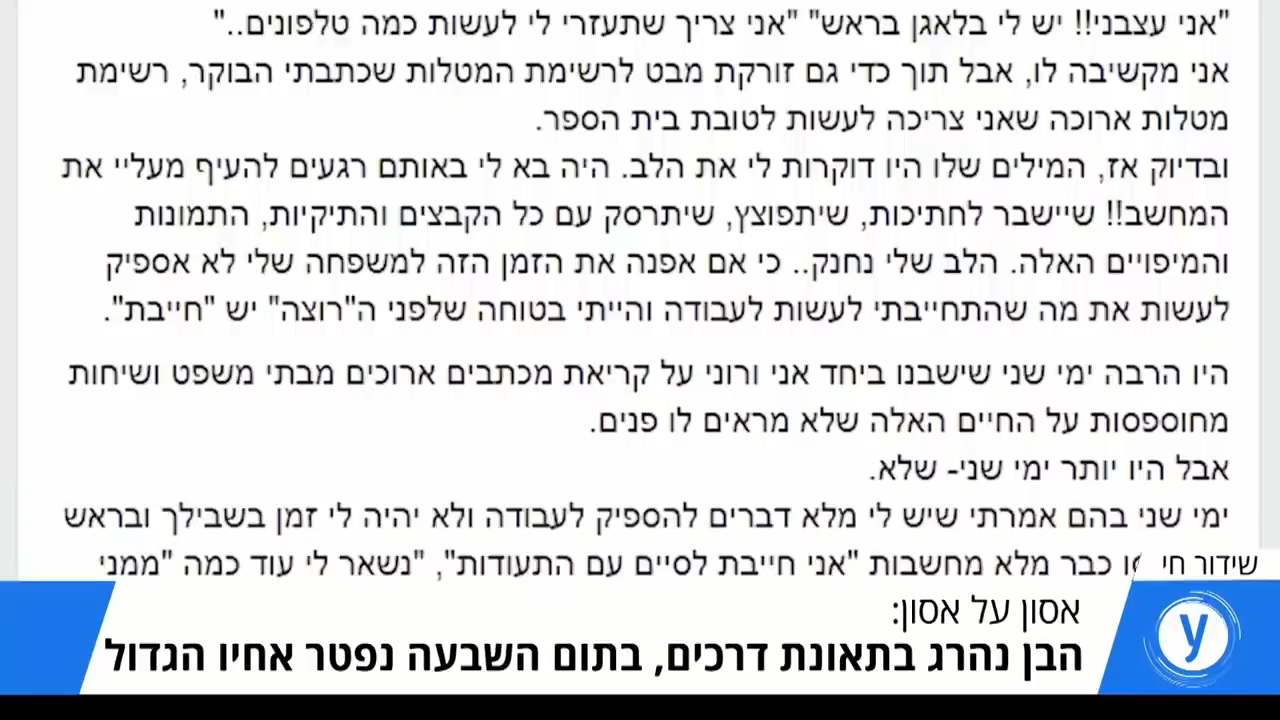 "אני עצבני!! יש לי בלאגן בראש" "אני צריך שתעזרי לי לעשות כמה טלפונים.."
אני מקשיבה לו, אבל תוך כדי גם זורקת מבט לרשימת המטלות שכתבתי הבוקר, רשימת
מטלות ארוכה שאני צריכה לעשות לטובת בית הספר.
ובדיוק אז, המילים שלו היו דוקרות לי את הלב. היה בא לי באותם רגעים להעיף מעליי את
המחשב!! שיישבר לחתיכות, שיתפוצץ, שיתרסק עם כל הקבצים והתיקיות, התמונות
והמיפויים האלה. הלב שלי נחנק.. כי אם אפנה את הזמן הזה למשפחה שלי לא אספיק
לעשות את מה שהתחייבתי לעשות לעבודה והייתי בטוחה שלפני ה"רוצה" יש "חייבת".
היו הרבה ימי שני שישבנו ביחד אני ורוני על קריאת מכתבים ארוכים מבתי משפט ושיחות
מחוספסות על החיים האלה שלא מראים לו פנים.
אבל היו יותר ימי שני- שלא.
ימי שני בהם אמרתי שיש לי מלא דברים להספיק לעבודה ולא יהיה לי זמן בשבילך ובראש
כבר מלא מחשבות "אני חייבת לסיים עם התעודות", "נשאר לי עוד כמה "ממני
שידור חי
אסון על אסון:
הבן נהרג בתאונת דרכים, בתום השבעה נפטר אחיו הגדול
y